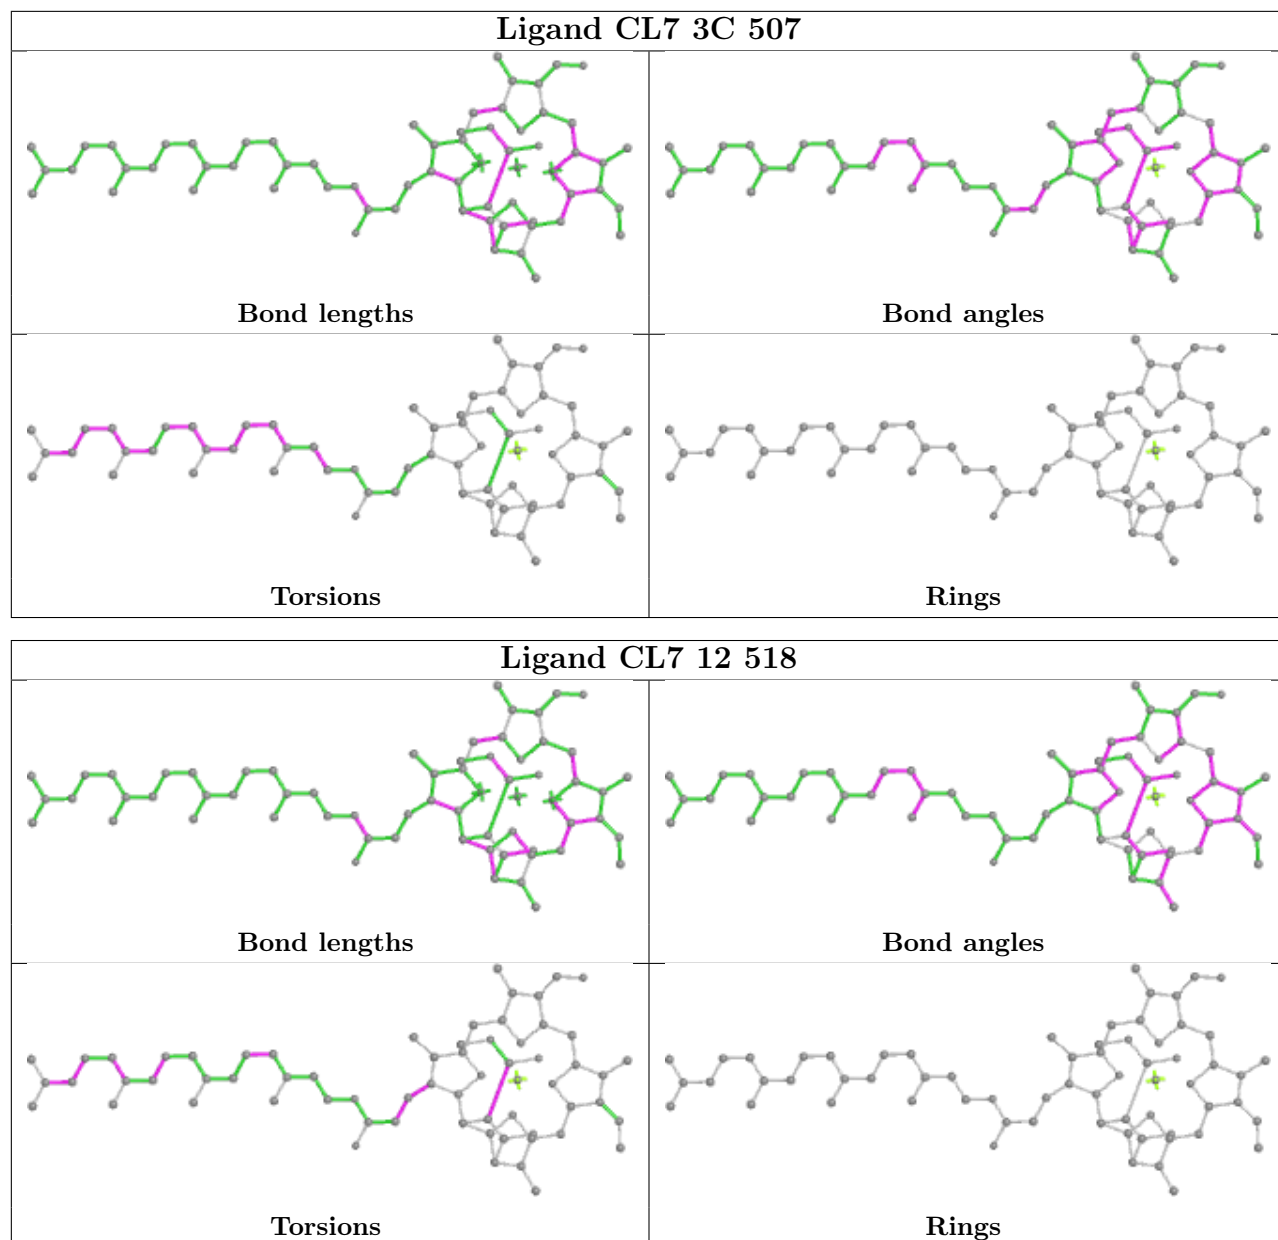 Ligand CL7 3C 507
Bond lengths
Bond angles
Torsions
Rings
Ligand CL7 12 518
Bond lengths
Bond angles
Torsions
Rings